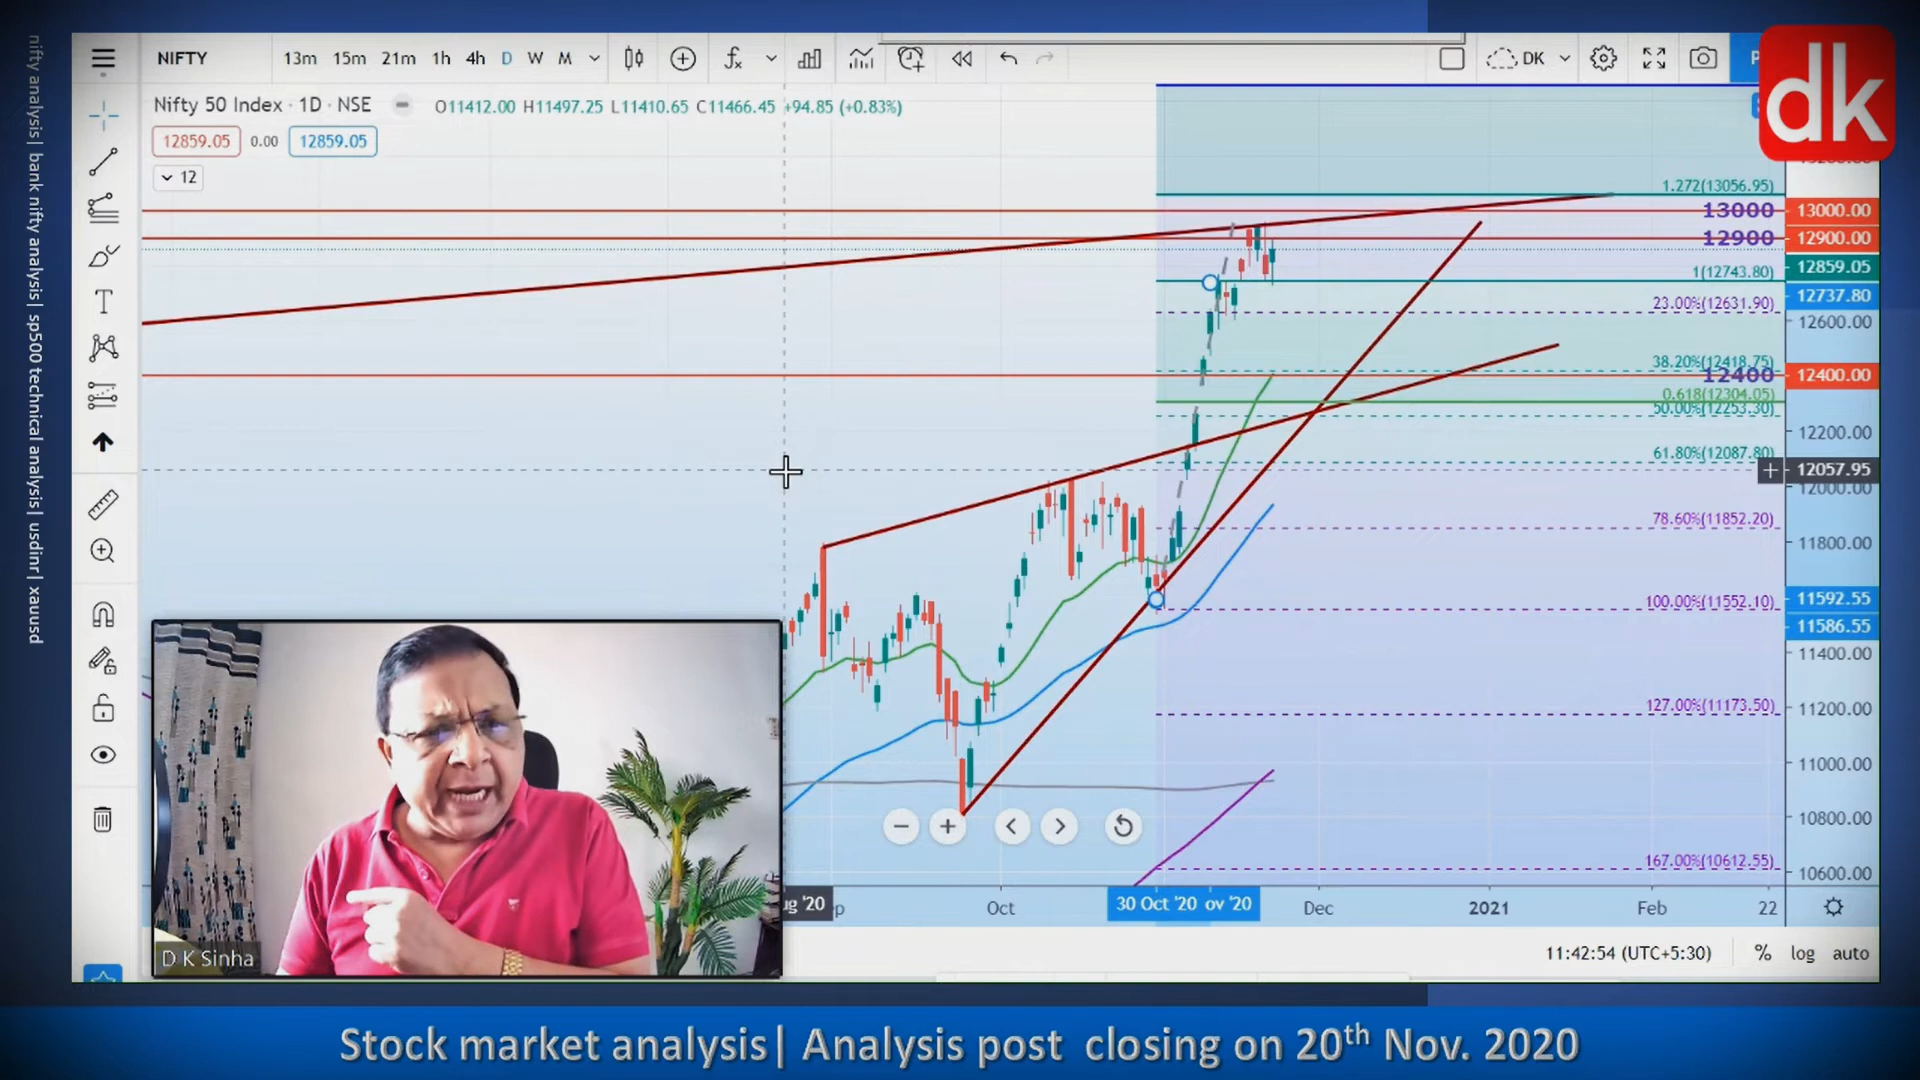 nifty analysis| bank nifty analysis| sp500 technical analysis| usdinr| xauusd
NIFTY 13m 15m 21m 1h 4h D W M
DK
dk
Nifty 50 Index · 1D · NSE O11412.00 H11497.25 L11410.65 C11466.45 +94.85 (+0.83%)
12859.05 0.00 12859.05
12
1.272(13056.95)
13000 13000.00
12900 12900.00
12859.05
1(12743.80)
12737.80
23.00%(12631.90)
12600.00
38.20%(12418.75)
12400 12400.00
0.618(12304.05)
50.00%(12253.30)
12200.00
61.80%(12087.80)
12057.95
12000.00
78.60%(11852.20)
11800.00
100.00%(11552.10)
11592.55
11586.55
11400.00
127.00%(11173.50)
11200.00
11000.00
10800.00
167.00%(10612.55)
10600.00
ug '20 p Oct 30 Oct '20 ov '20 Dec 2021 Feb 22
D K Sinha
11:42:54 (UTC+5:30) % log auto
Stock market analysis| Analysis post closing on 20th Nov. 2020